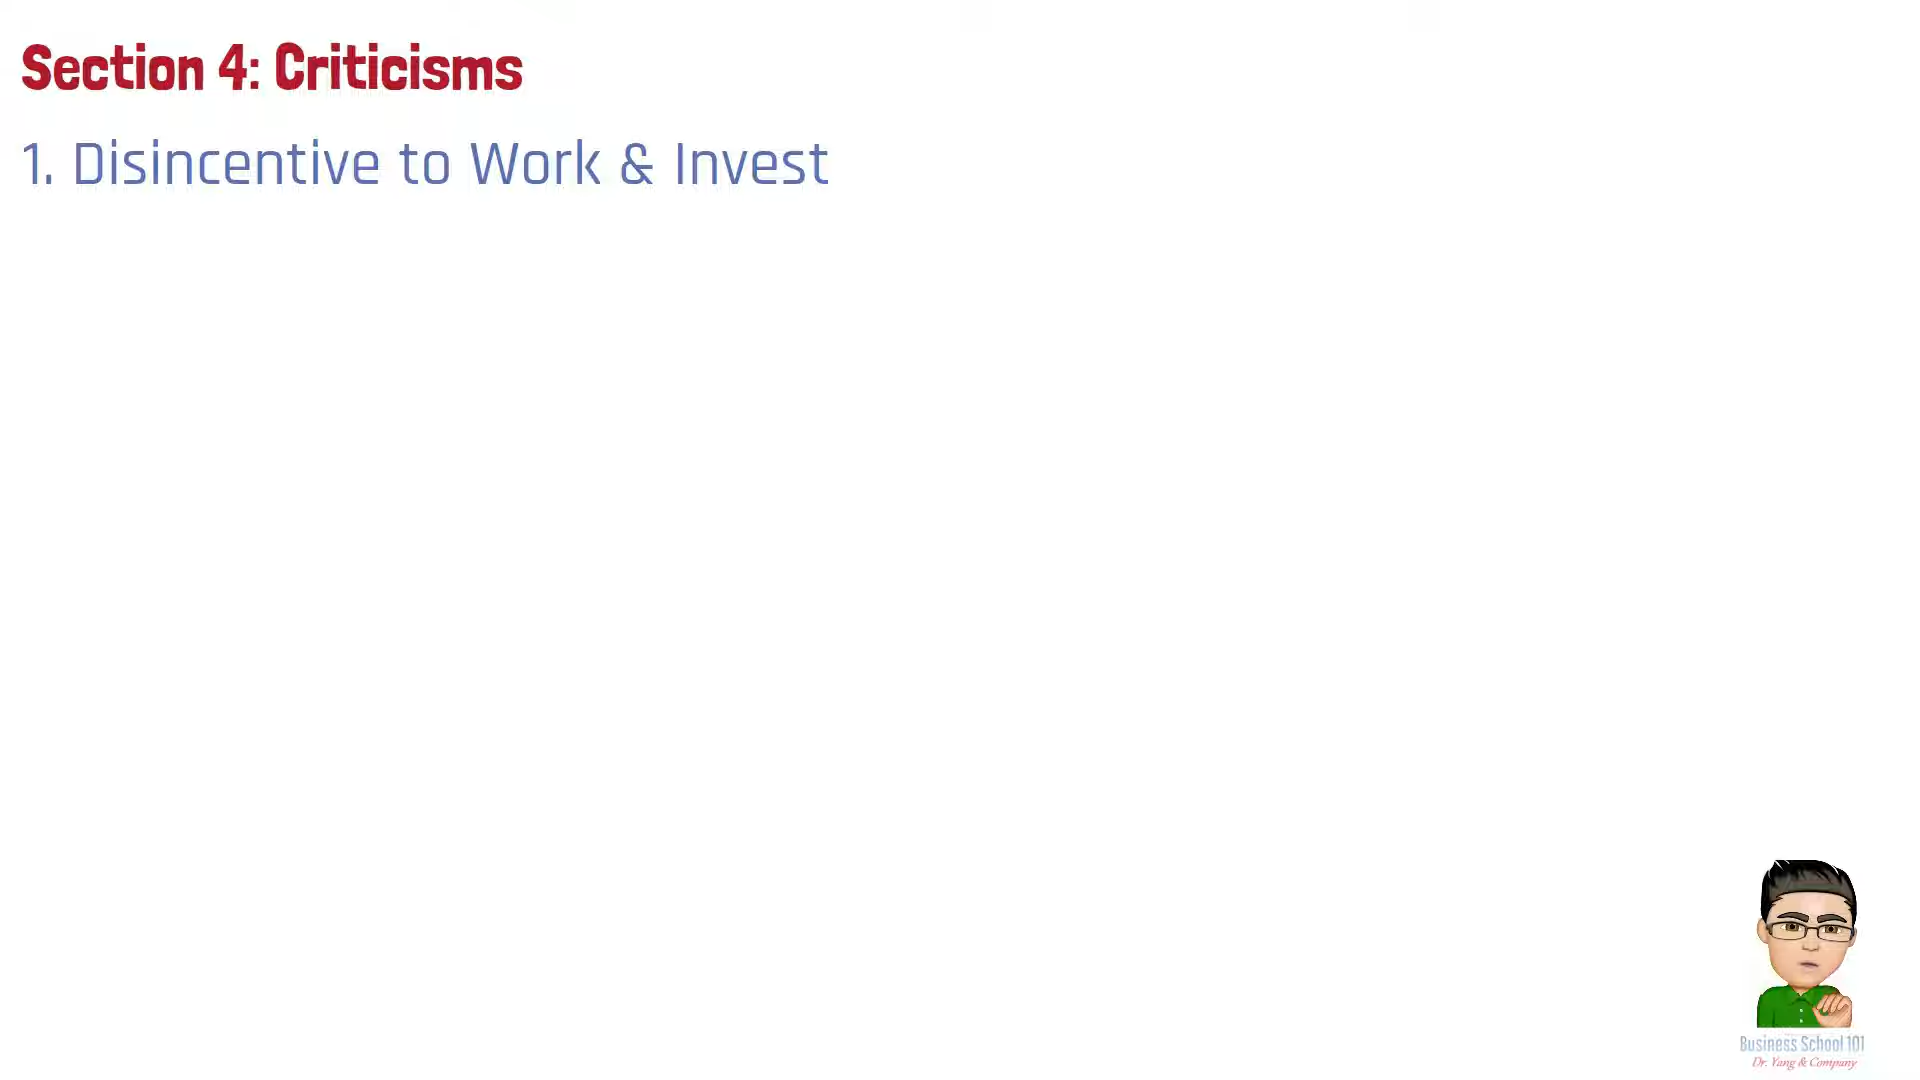 Section 4: Criticisms
1. Disincentive to Work & Invest
Business School 101
Dr. Yang & Company